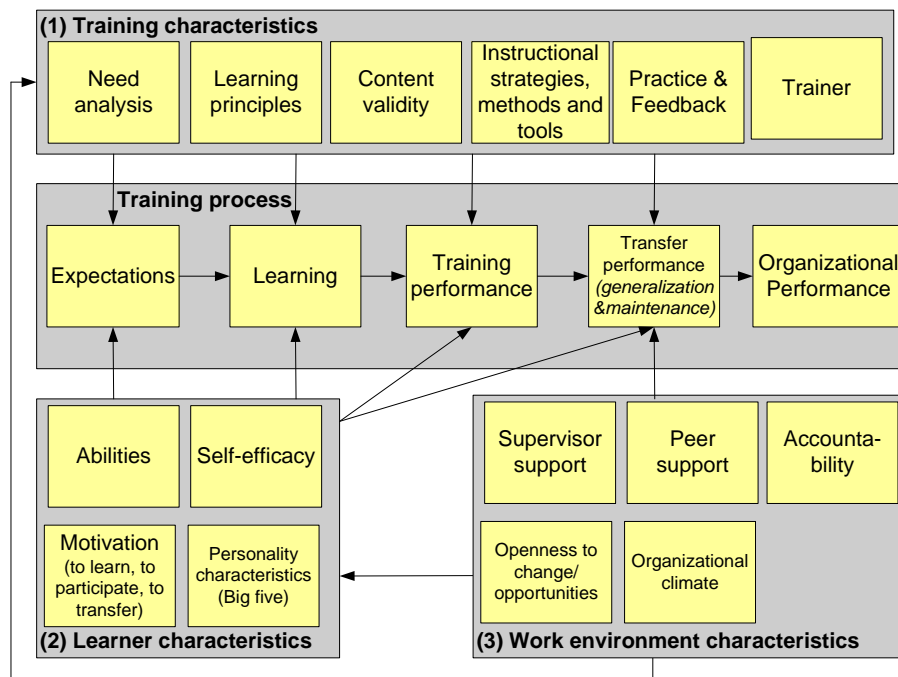 (1) Training characteristics
Need
analysis
Learning
principles
Content
validity
Instructional
strategies,
methods and
tools
Practice &
Feedback
Trainer
Training process
Expectations
Learning
Training
performance
Transfer
performance
(generalization
&maintenance)
Organizational
Performance
Abilities
Self-efficacy
Motivation
(to learn, to
participate, to
transfer)
Personality
characteristics
(Big five)
(2) Learner characteristics
Supervisor
support
Peer
support
Accounta-
bility
Openness to
change/
opportunities
Organizational
climate
(3) Work environment characteristics